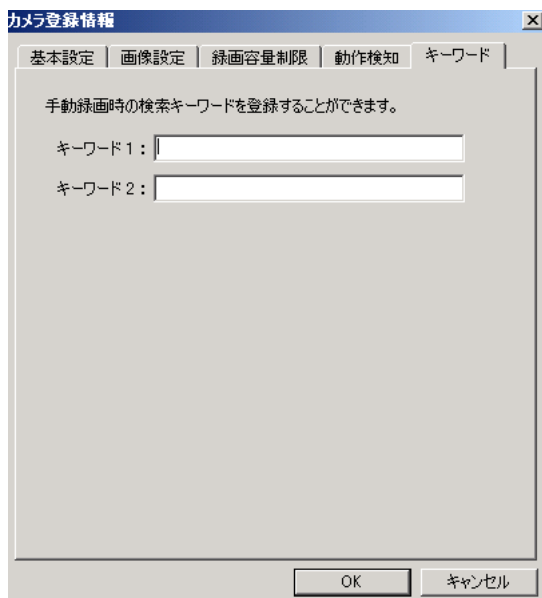 カメラ登録情報
基本設定 画像設定 録画容量制限 動作検知 キーワード
手動録画時の検索キーワードを登録することができます。
キーワード1：
キーワード2：
OK キャンセル